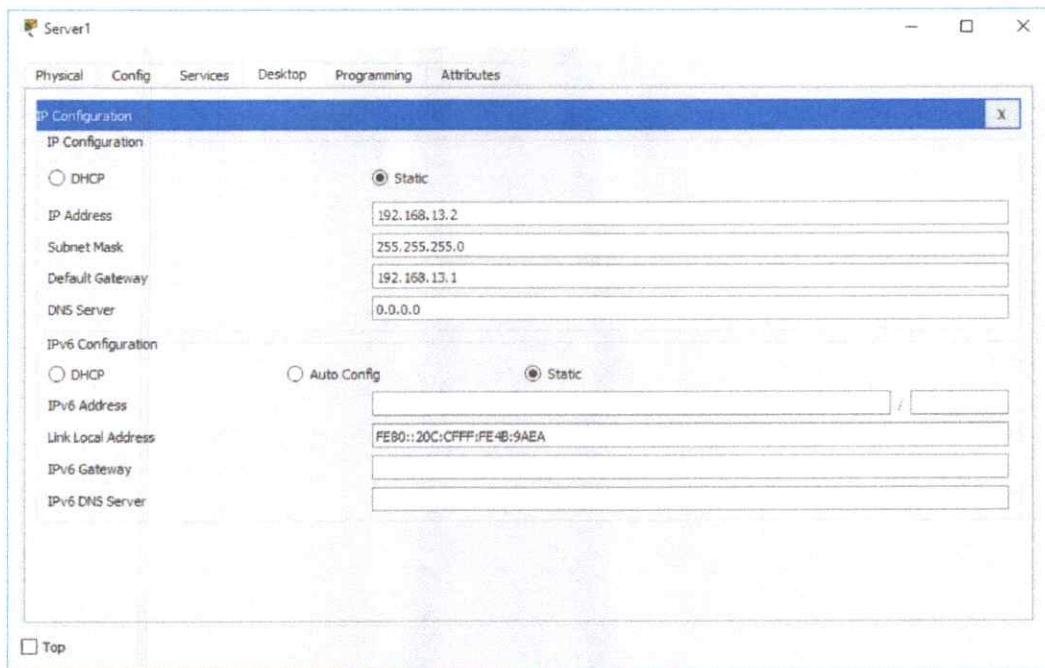 Server1
Physical Config Services Desktop Programming Attributes
IP Configuration X
IP Configuration
DHCP Static
IP Address 192.168.13.2
Subnet Mask 255.255.255.0
Default Gateway 192.168.13.1
DNS Server 0.0.0.0
IPv6 Configuration
DHCP Auto Config Static
IPv6 Address /
Link Local Address FE80::20C:CFFF:FE4B:9AEA
IPv6 Gateway
IPv6 DNS Server
Top